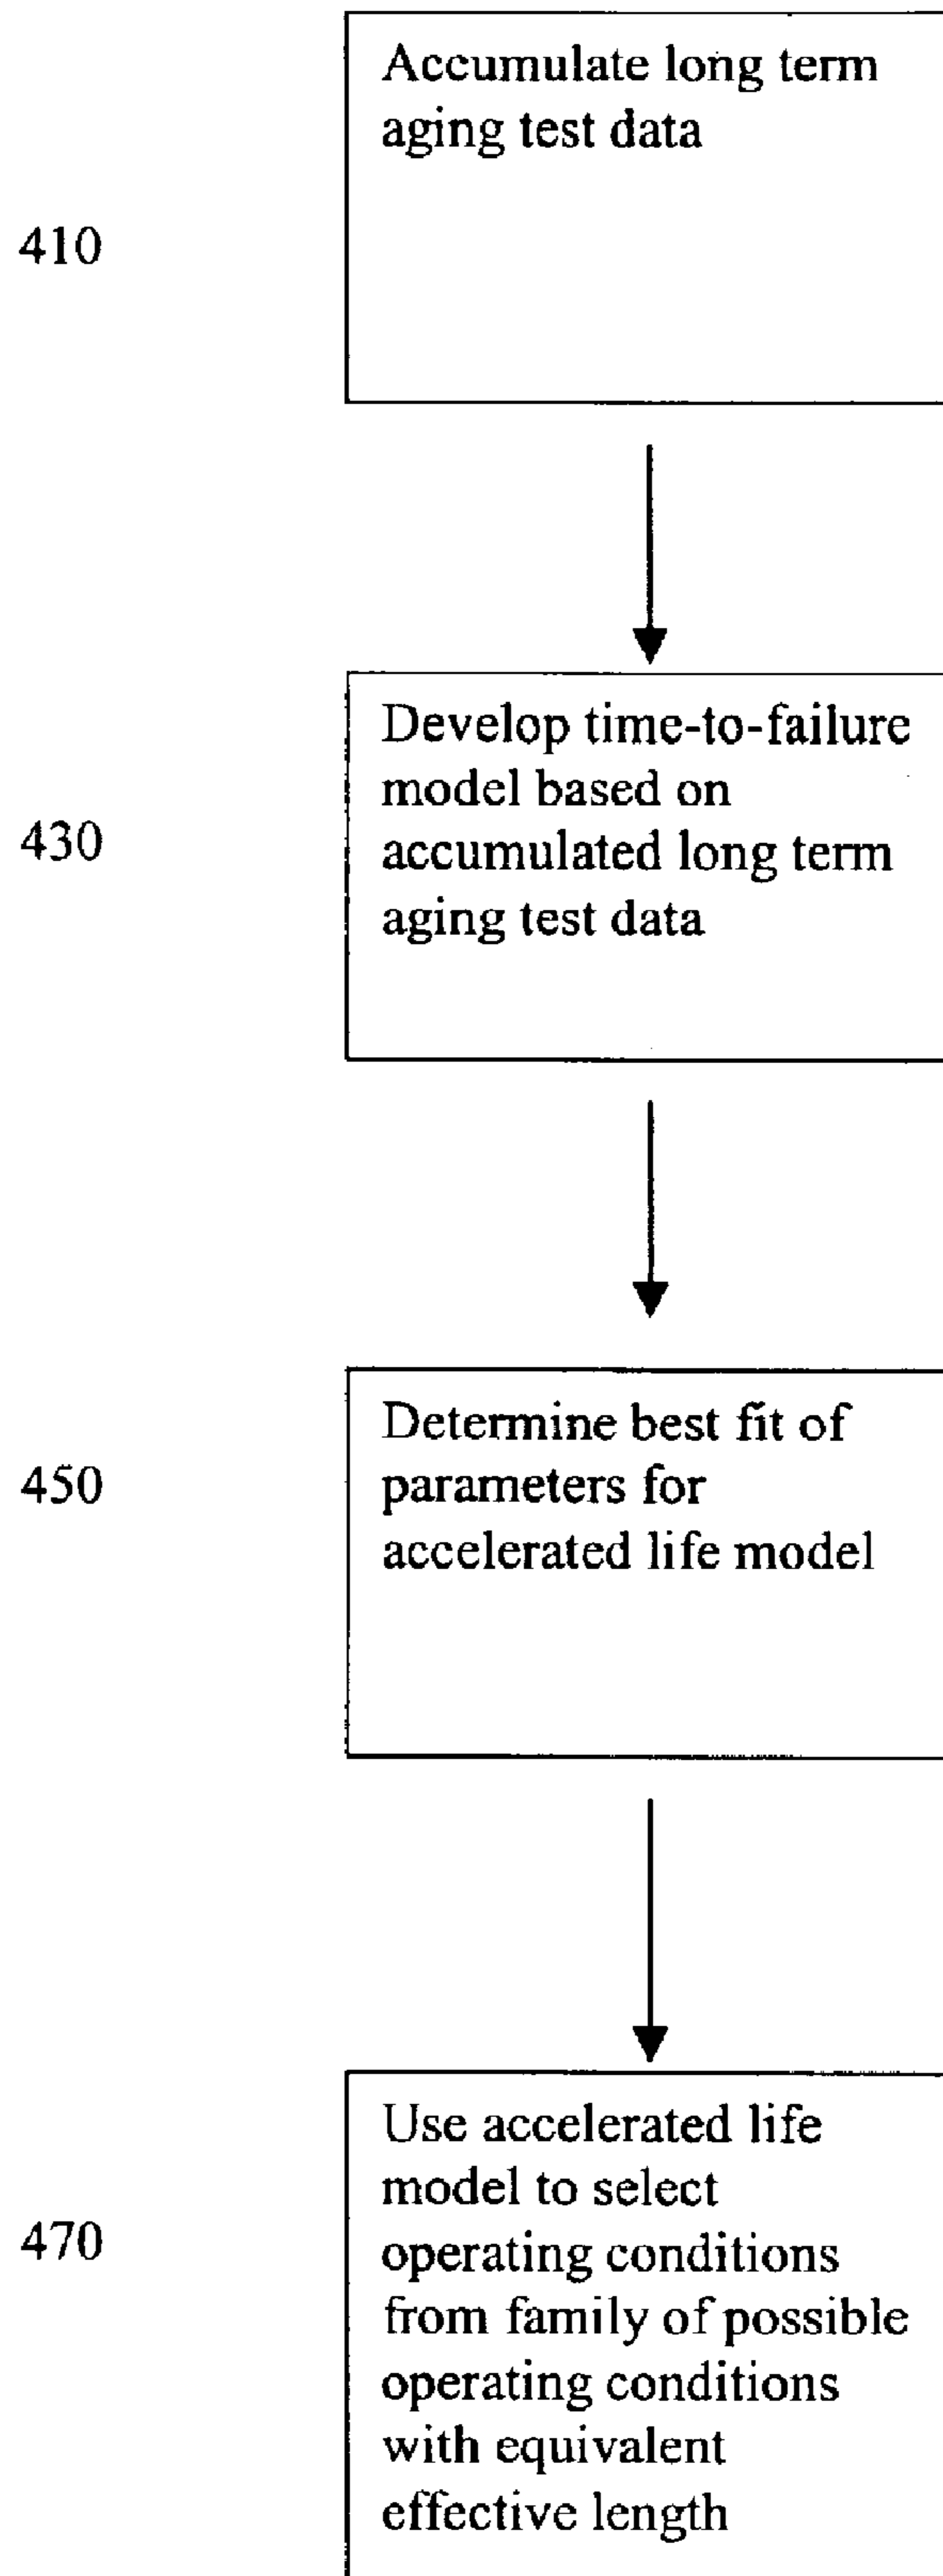 Accumulate long term
aging test data
410
Develop time-to-failure
model based on
accumulated long term
aging test data
430
Determine best fit of
parameters for
accelerated life model
450
Use accelerated life
model to select
operating conditions
from family of possible
operating conditions
with equivalent
effective length
470